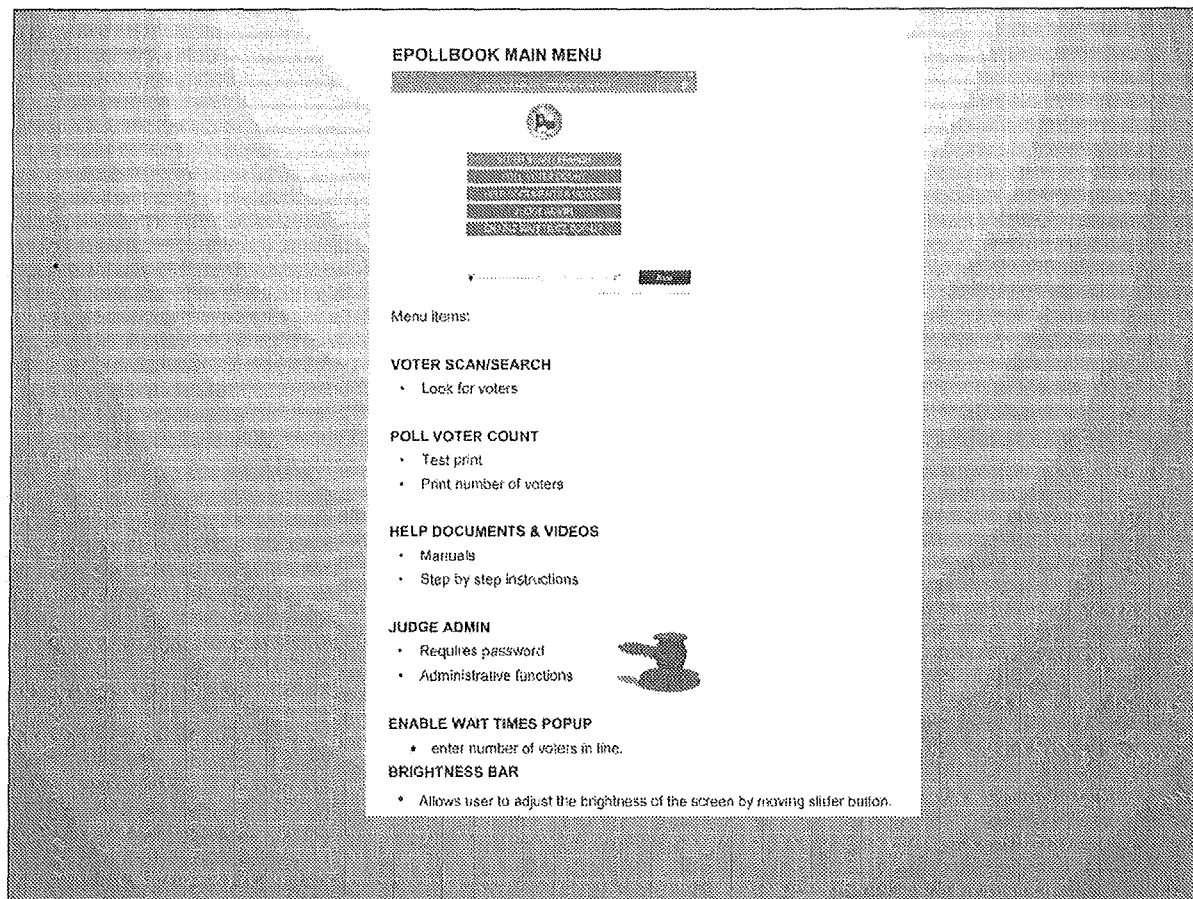 EPOLLBOOK MAIN MENU
Menu items:
VOTER SCAN/SEARCH
• Look for voters
POLL VOTER COUNT
• Test print
• Print number of voters
HELP DOCUMENTS & VIDEOS
• Manuals
• Step by step instructions
JUDGE ADMIN
• Requires password
• Administrative functions
ENABLE WAIT TIMES POPUP
• enter number of voters in line.
BRIGHTNESS BAR
• Allows user to adjust the brightness of the screen by moving slider button.